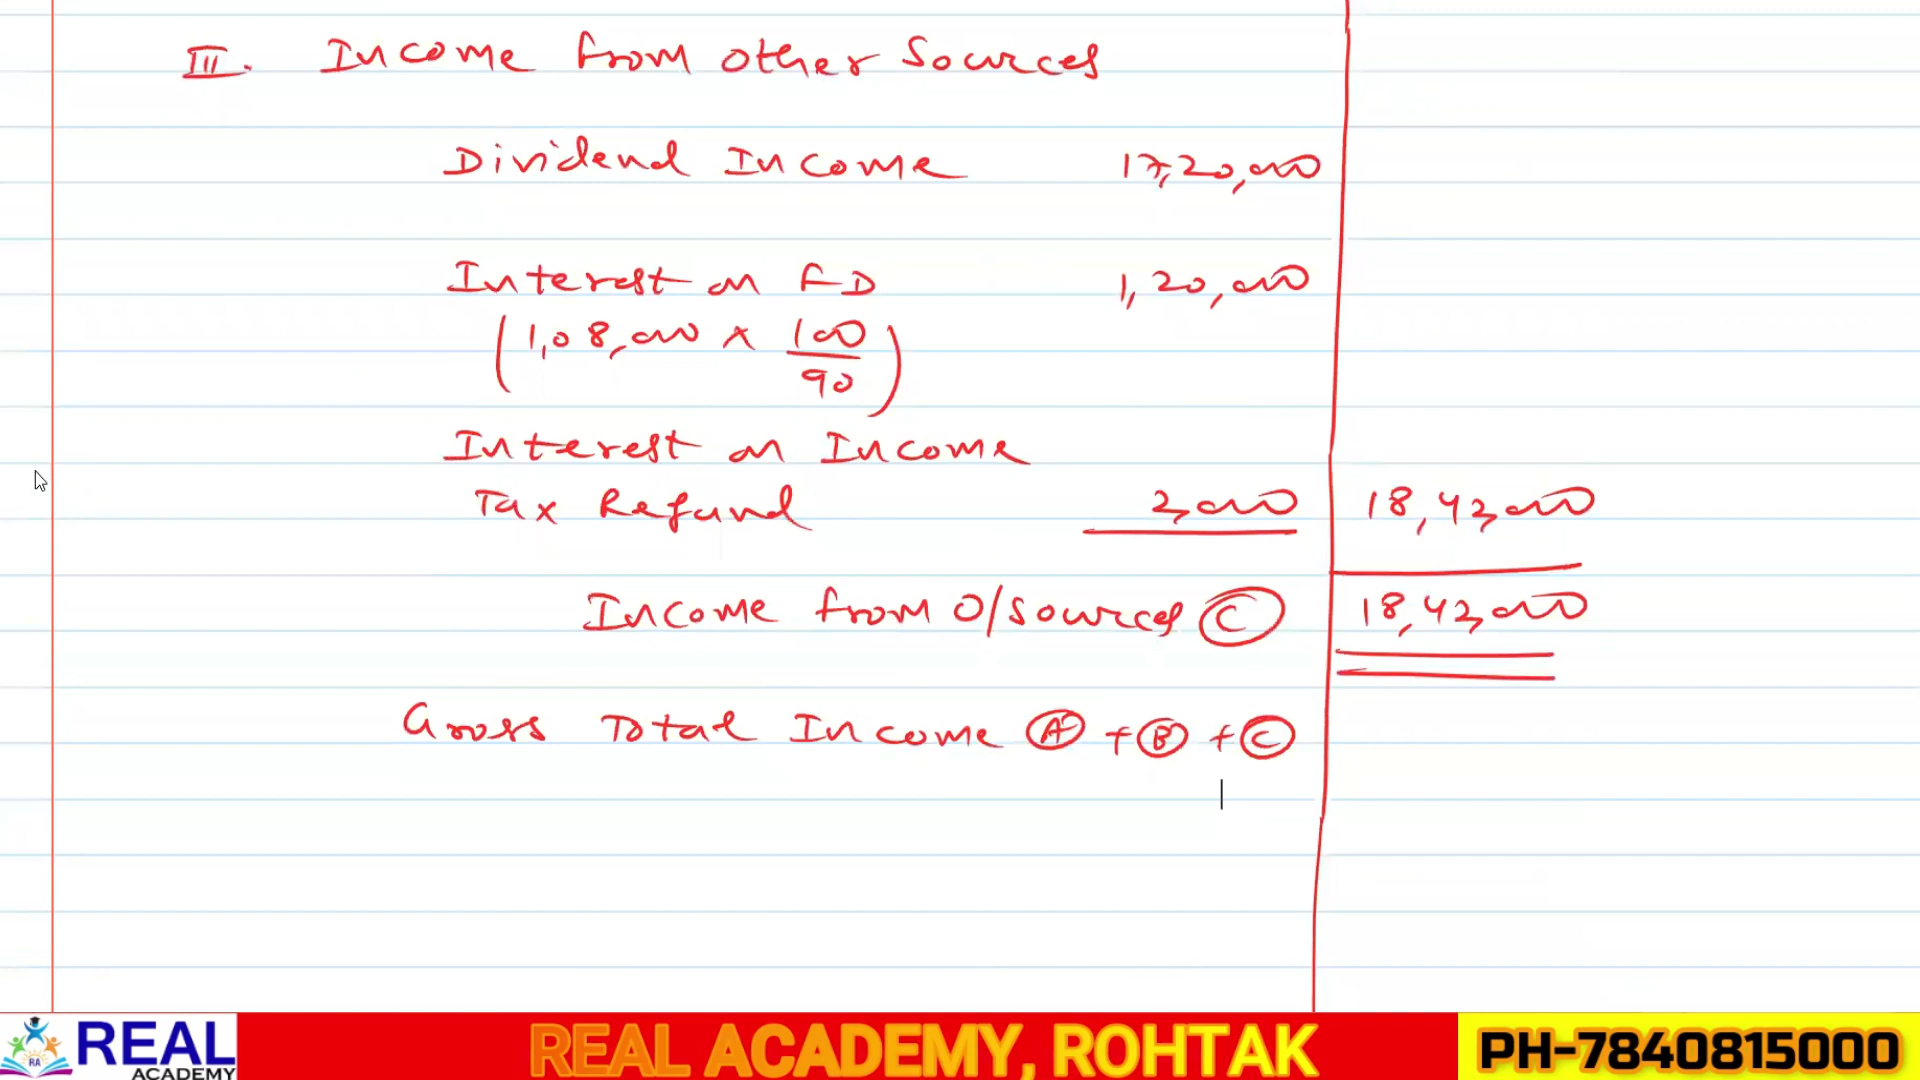 III. Income from other Sources
Dividend Income 17,20,000
Interest on FD 1,20,000
(1,08,000 × 100/90)
Interest on Income
Tax Refund 2,000 18,42,000
Income from O/Sources (C) 18,42,000
Gross Total Income (A) + (B) + (C)
RA REAL ACADEMY
REAL ACADEMY, ROHTAK
PH-7840815000